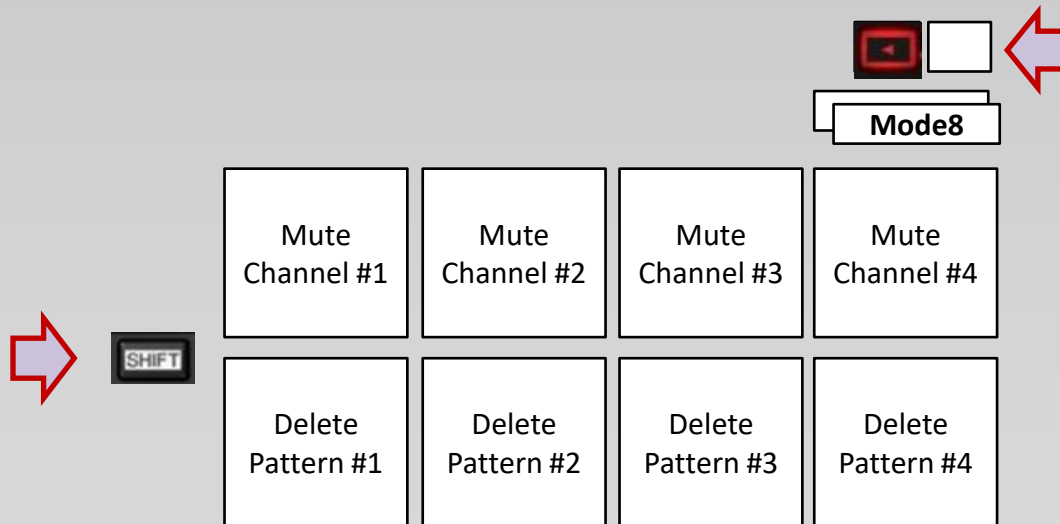 Mode8
Mute
Channel #1
Mute
Channel #2
Mute
Channel #3
Mute
Channel #4
SHIFT
Delete
Pattern #1
Delete
Pattern #2
Delete
Pattern #3
Delete
Pattern #4